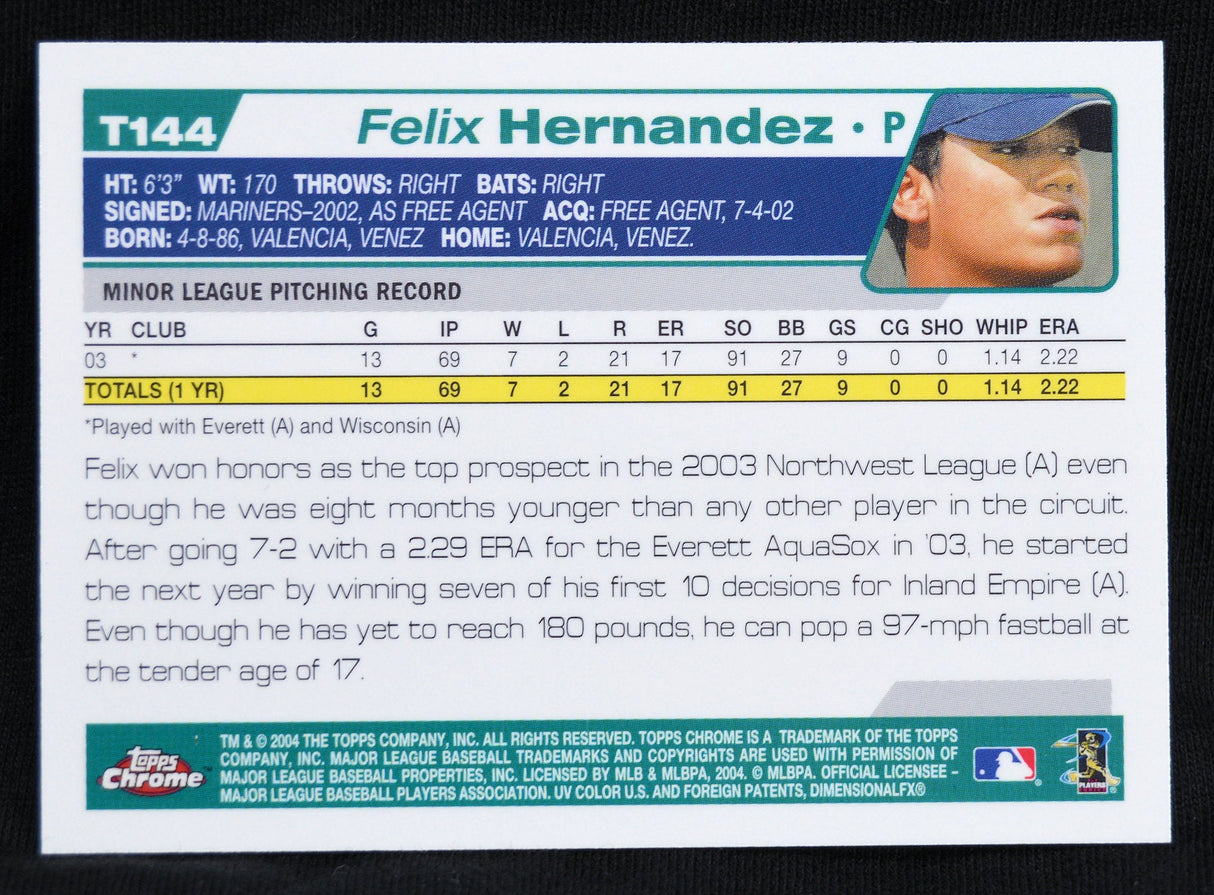 T144 Felix Hernandez • P
HT: 6'3" WT: 170 THROWS: RIGHT BATS: RIGHT
SIGNED: MARINERS–2002, AS FREE AGENT ACQ: FREE AGENT, 7-4-02
BORN: 4-8-86, VALENCIA, VENEZ HOME: VALENCIA, VENEZ.
MINOR LEAGUE PITCHING RECORD
YR CLUB G IP W L R ER SO BB GS CG SHO WHIP ERA
03 * 13 69 7 2 21 17 91 27 9 0 0 1.14 2.22
TOTALS (1 YR) 13 69 7 2 21 17 91 27 9 0 0 1.14 2.22
*Played with Everett (A) and Wisconsin (A)
Felix won honors as the top prospect in the 2003 Northwest League (A) even
though he was eight months younger than any other player in the circuit.
After going 7-2 with a 2.29 ERA for the Everett AquaSox in '03, he started
the next year by winning seven of his first 10 decisions for Inland Empire (A).
Even though he has yet to reach 180 pounds, he can pop a 97-mph fastball at
the tender age of 17.
Topps
Chrome™
TM & © 2004 THE TOPPS COMPANY, INC. ALL RIGHTS RESERVED. TOPPS CHROME IS A TRADEMARK OF THE TOPPS
COMPANY, INC. MAJOR LEAGUE BASEBALL TRADEMARKS AND COPYRIGHTS ARE USED WITH PERMISSION OF
MAJOR LEAGUE BASEBALL PROPERTIES, INC. LICENSED BY MLB & MLBPA, 2004. © MLBPA. OFFICIAL LICENSEE –
MAJOR LEAGUE BASEBALL PLAYERS ASSOCIATION. UV COLOR U.S. AND FOREIGN PATENTS, DIMENSIONALFX®
PLAYERS